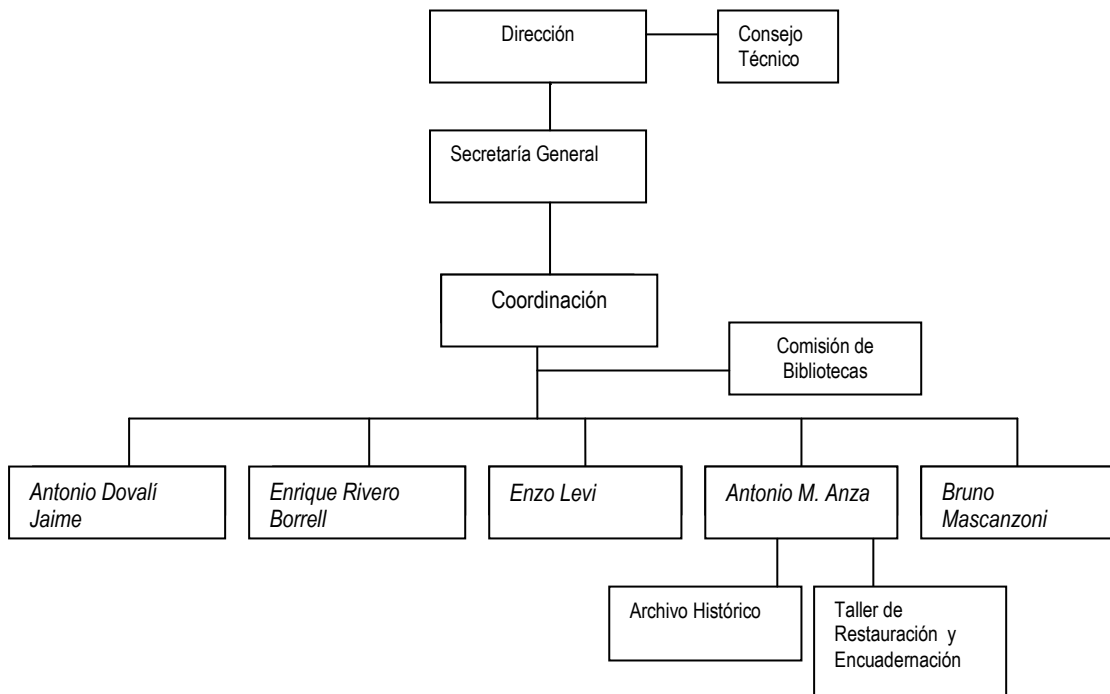 Dirección
Consejo
Técnico
Secretaría General
Coordinación
Comisión de
Bibliotecas
Antonio Dovalí
Jaime
Enrique Rivero
Borrell
Enzo Levi
Antonio M. Anza
Bruno
Mascanzoni
Archivo Histórico
Taller de
Restauración y
Encuadernación